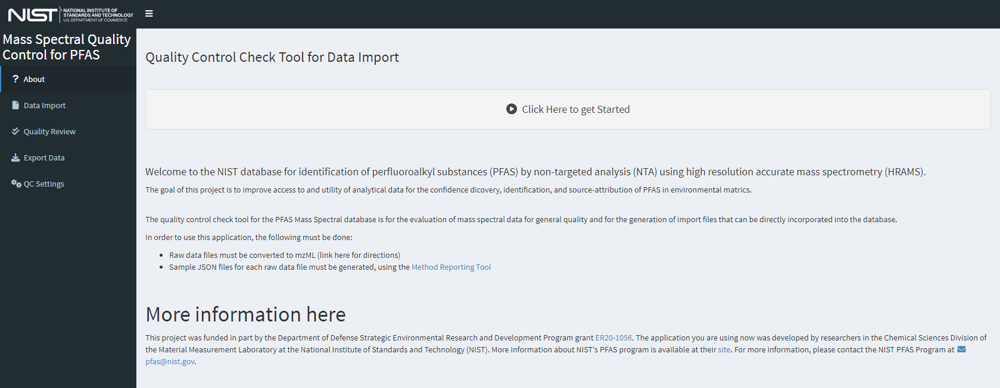 NIST
NATIONAL INSTITUTE OF
STANDARDS AND TECHNOLOGY
U.S. DEPARTMENT OF COMMERCE
Mass Spectral Quality
Control for PFAS
? About
Data Import
Quality Review
Export Data
QC Settings
Quality Control Check Tool for Data Import
Click Here to get Started
Welcome to the NIST database for identification of perfluoroalkyl substances (PFAS) by non-targeted analysis (NTA) using high resolution accurate mass spectrometry (HRAMS).
The goal of this project is to improve access to and utility of analytical data for the confidence dicovery, identification, and source-attribution of PFAS in environmental matrics.
The quality control check tool for the PFAS Mass Spectral database is for the evaluation of mass spectral data for general quality and for the generation of import files that can be directly incorporated into the database.
In order to use this application, the following must be done:
• Raw data files must be converted to mzML (link here for directions)
• Sample JSON files for each raw data file must be generated, using the Method Reporting Tool
More information here
This project was funded in part by the Department of Defense Strategic Environmental Research and Development Program grant ER20-1056. The application you are using now was developed by researchers in the Chemical Sciences Division of
the Material Measurement Laboratory at the National Institute of Standards and Technology (NIST). More information about NIST's PFAS program is available at their site. For more information, please contact the NIST PFAS Program at
pfas@nist.gov.